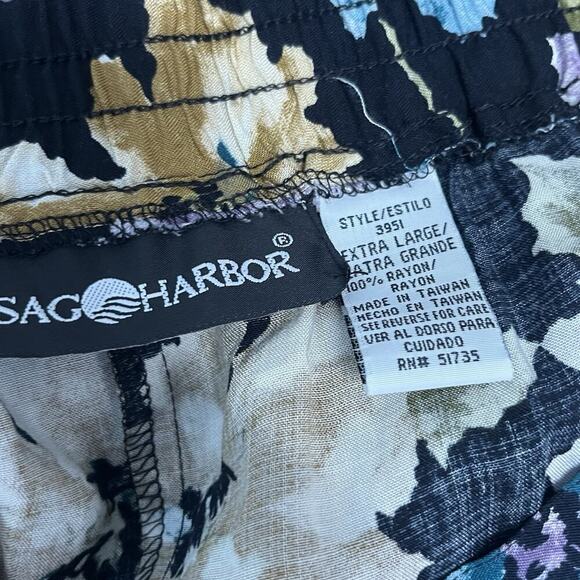 SAG HARBOR®
STYLE/ESTILO
3951
EXTRA LARGE/
XTRA GRANDE
100% RAYON/
RAYON
MADE IN TAIWAN
HECHO EN TAIWAN
SEE REVERSE FOR CARE
VER AL DORSO PARA
CUIDADO
RN# 51735